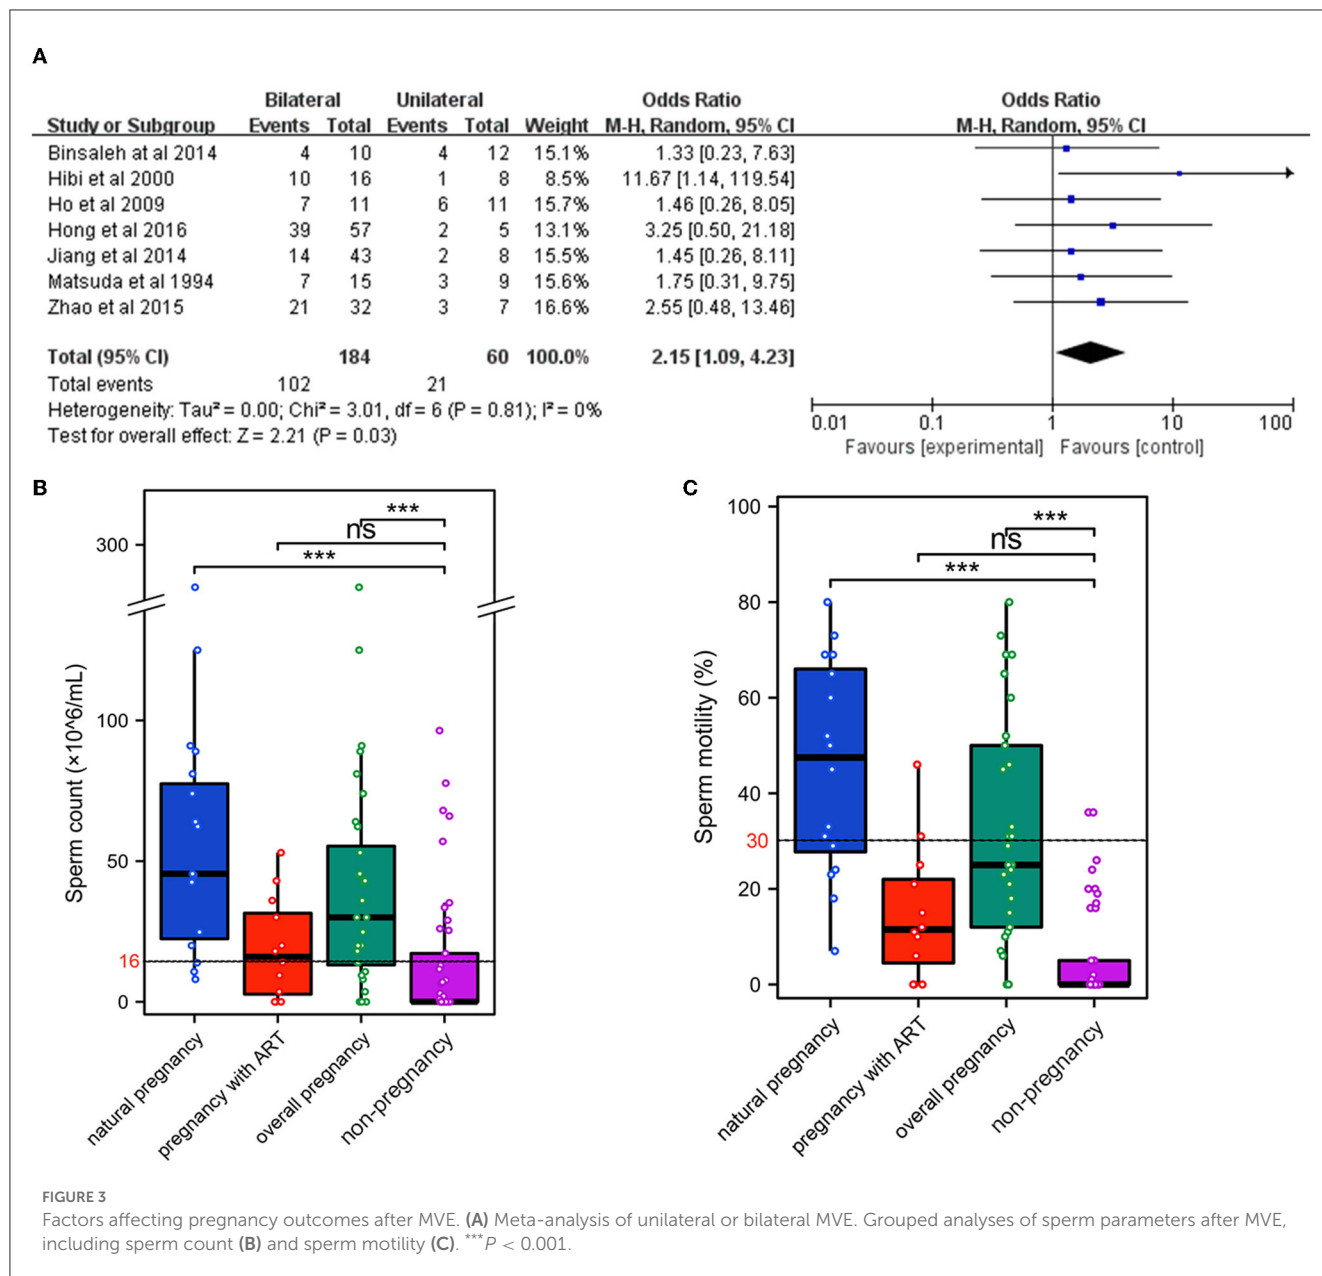 A
Bilateral Unilateral Odds Ratio Odds Ratio
Study or Subgroup Events Total Events Total Weight M-H, Random, 95% CI M-H, Random, 95% CI
Binsaleh at al 2014 4 10 4 12 15.1% 1.33 [0.23, 7.63]
Hibi et al 2000 10 16 1 8 8.5% 11.67 [1.14, 119.54]
Ho et al 2009 7 11 6 11 15.7% 1.46 [0.26, 8.05]
Hong et al 2016 39 57 2 5 13.1% 3.25 [0.50, 21.18]
Jiang et al 2014 14 43 2 8 15.5% 1.45 [0.26, 8.11]
Matsuda et al 1994 7 15 3 9 15.6% 1.75 [0.31, 9.75]
Zhao et al 2015 21 32 3 7 16.6% 2.55 [0.48, 13.46]
Total (95% CI) 184 60 100.0% 2.15 [1.09, 4.23]
Total events 102 21
Heterogeneity: Tau² = 0.00; Chi² = 3.01, df = 6 (P = 0.81); I² = 0%
Test for overall effect: Z = 2.21 (P = 0.03)
0.01 0.1 1 10 100
Favours [experimental] Favours [control]
B
***
ns
***
300
100
50
16
0
Sperm count (×10^6/mL)
natural pregnancy
pregnancy with ART
overall pregnancy
non-pregnancy
C
***
ns
***
100
80
60
40
30
20
0
Sperm motility (%)
natural pregnancy
pregnancy with ART
overall pregnancy
non-pregnancy
FIGURE 3
Factors affecting pregnancy outcomes after MVE. (A) Meta-analysis of unilateral or bilateral MVE. Grouped analyses of sperm parameters after MVE,
including sperm count (B) and sperm motility (C). ***P < 0.001.